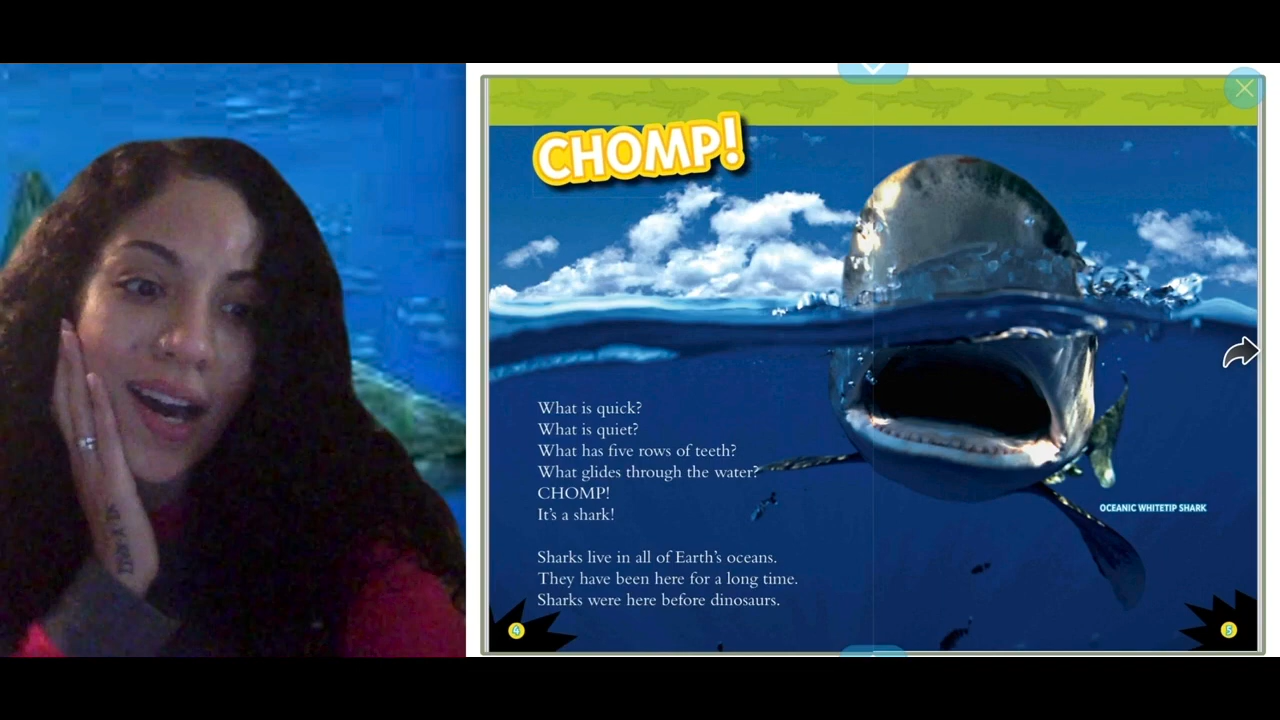 CHOMP!
What is quick?
What is quiet?
What has five rows of teeth?
What glides through the water?
CHOMP!
It's a shark!
Sharks live in all of Earth's oceans.
They have been here for a long time.
Sharks were here before dinosaurs.
OCEANIC WHITETIP SHARK
4
5